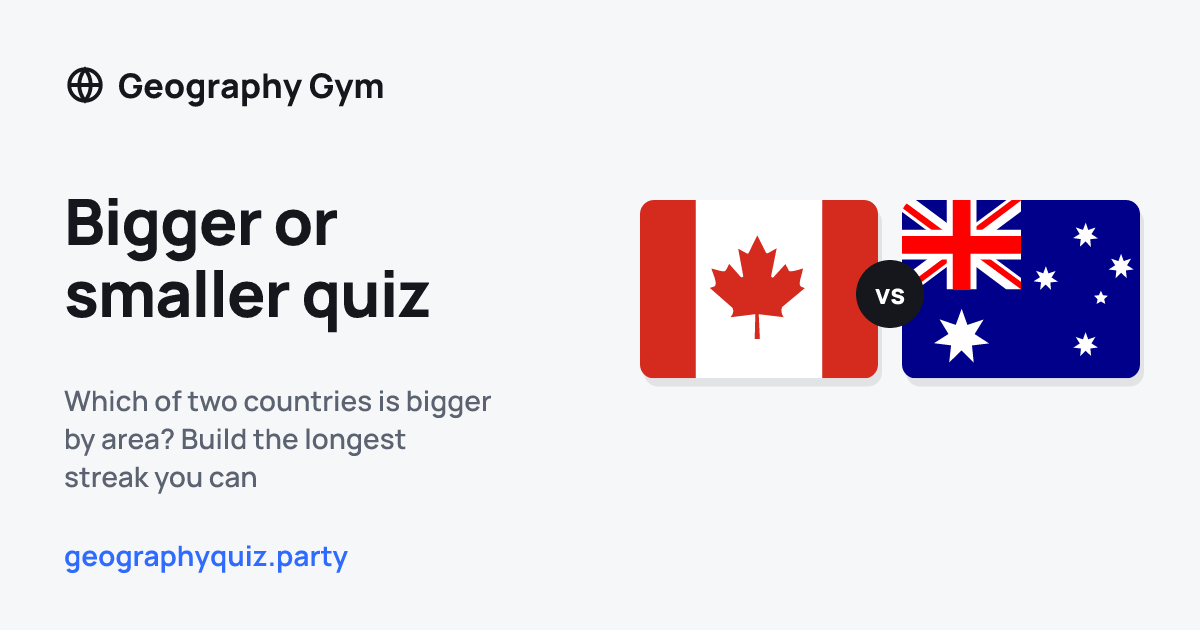 Geography Gym
Bigger or
smaller quiz
Which of two countries is bigger
by area? Build the longest
streak you can
geographyquiz.party
vs